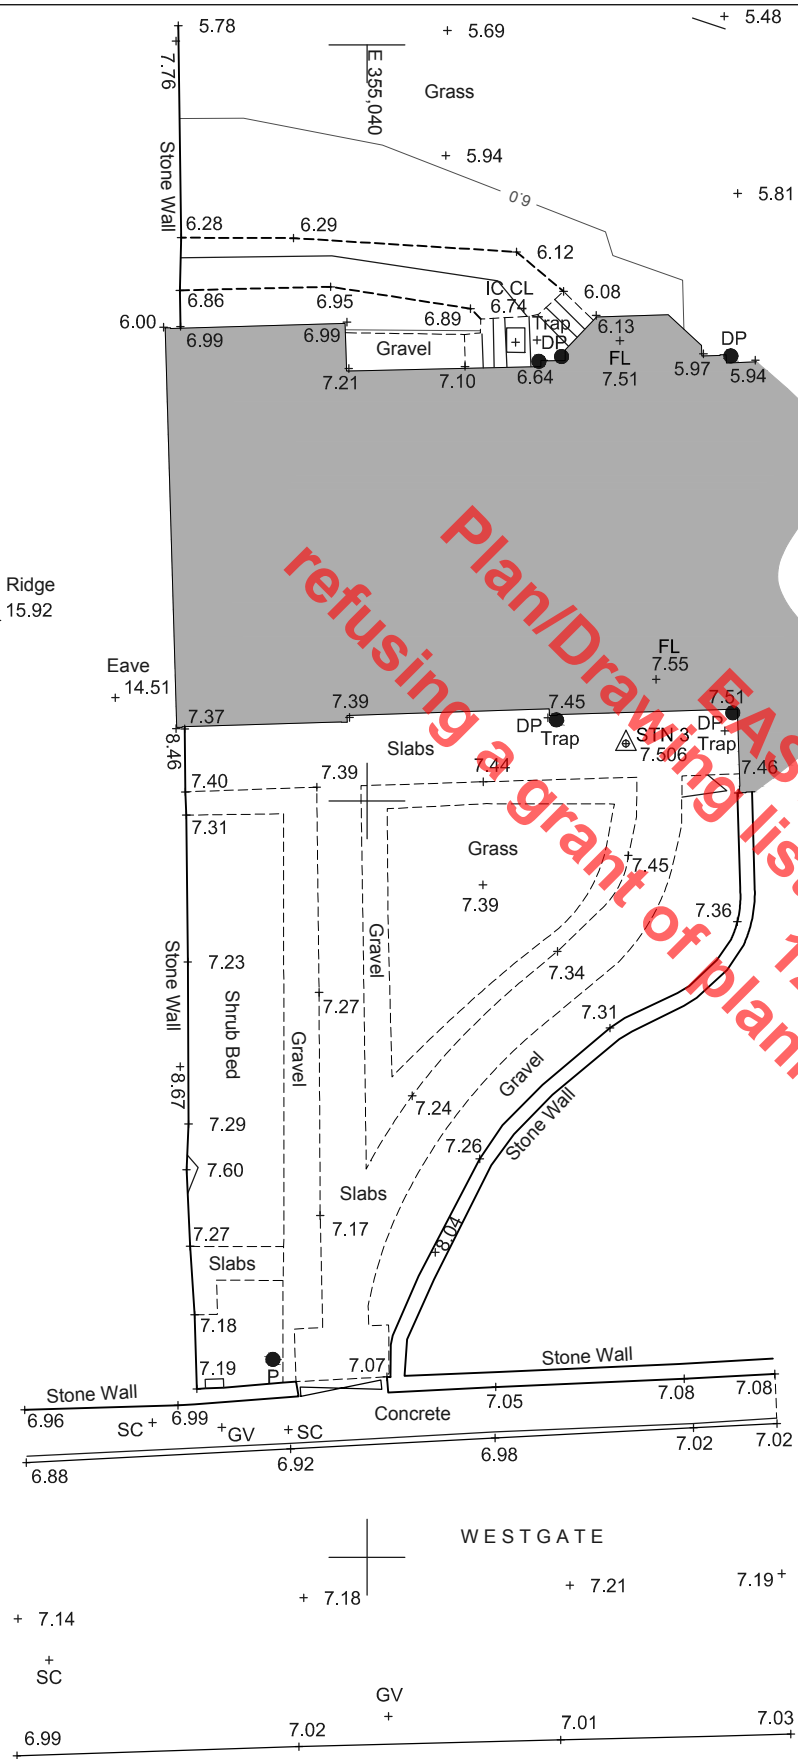 5.78
5.69
5.48
7.76
E 355,040
Grass
5.94
5.81
Stone Wall
6.0
6.28
6.29
6.12
IC CL
6.74
6.08
6.86
6.95
6.89
6.00
6.99
6.99
Gravel
Trap
DP
6.13
FL
7.51
DP
7.21
7.10
6.64
5.97
5.94
Plan/Drawing
refusing a grant of
EAS
Ridge
15.92
Eave
14.51
FL
7.55
7.37
7.39
7.45
7.51
8.46
Slabs
DP
Trap
STN 3
7.506
DP
Trap
7.40
7.39
7.44
7.46
7.31
Grass
7.39
7.45
7.36
Gravel
Stone Wall
7.23
Shrub Bed
7.27
7.34
7.31
Gravel
8.67
7.24
Gravel
7.29
7.26
Stone Wall
7.60
Slabs
7.17
8.04
7.27
Slabs
7.18
7.19
P
7.07
Stone Wall
Stone Wall
7.05
7.08
7.08
6.96
6.99
Concrete
SC
GV
SC
6.88
6.92
6.98
7.02
7.02
WESTGATE
7.14
7.18
7.21
7.19
SC
GV
6.99
7.02
7.01
7.03